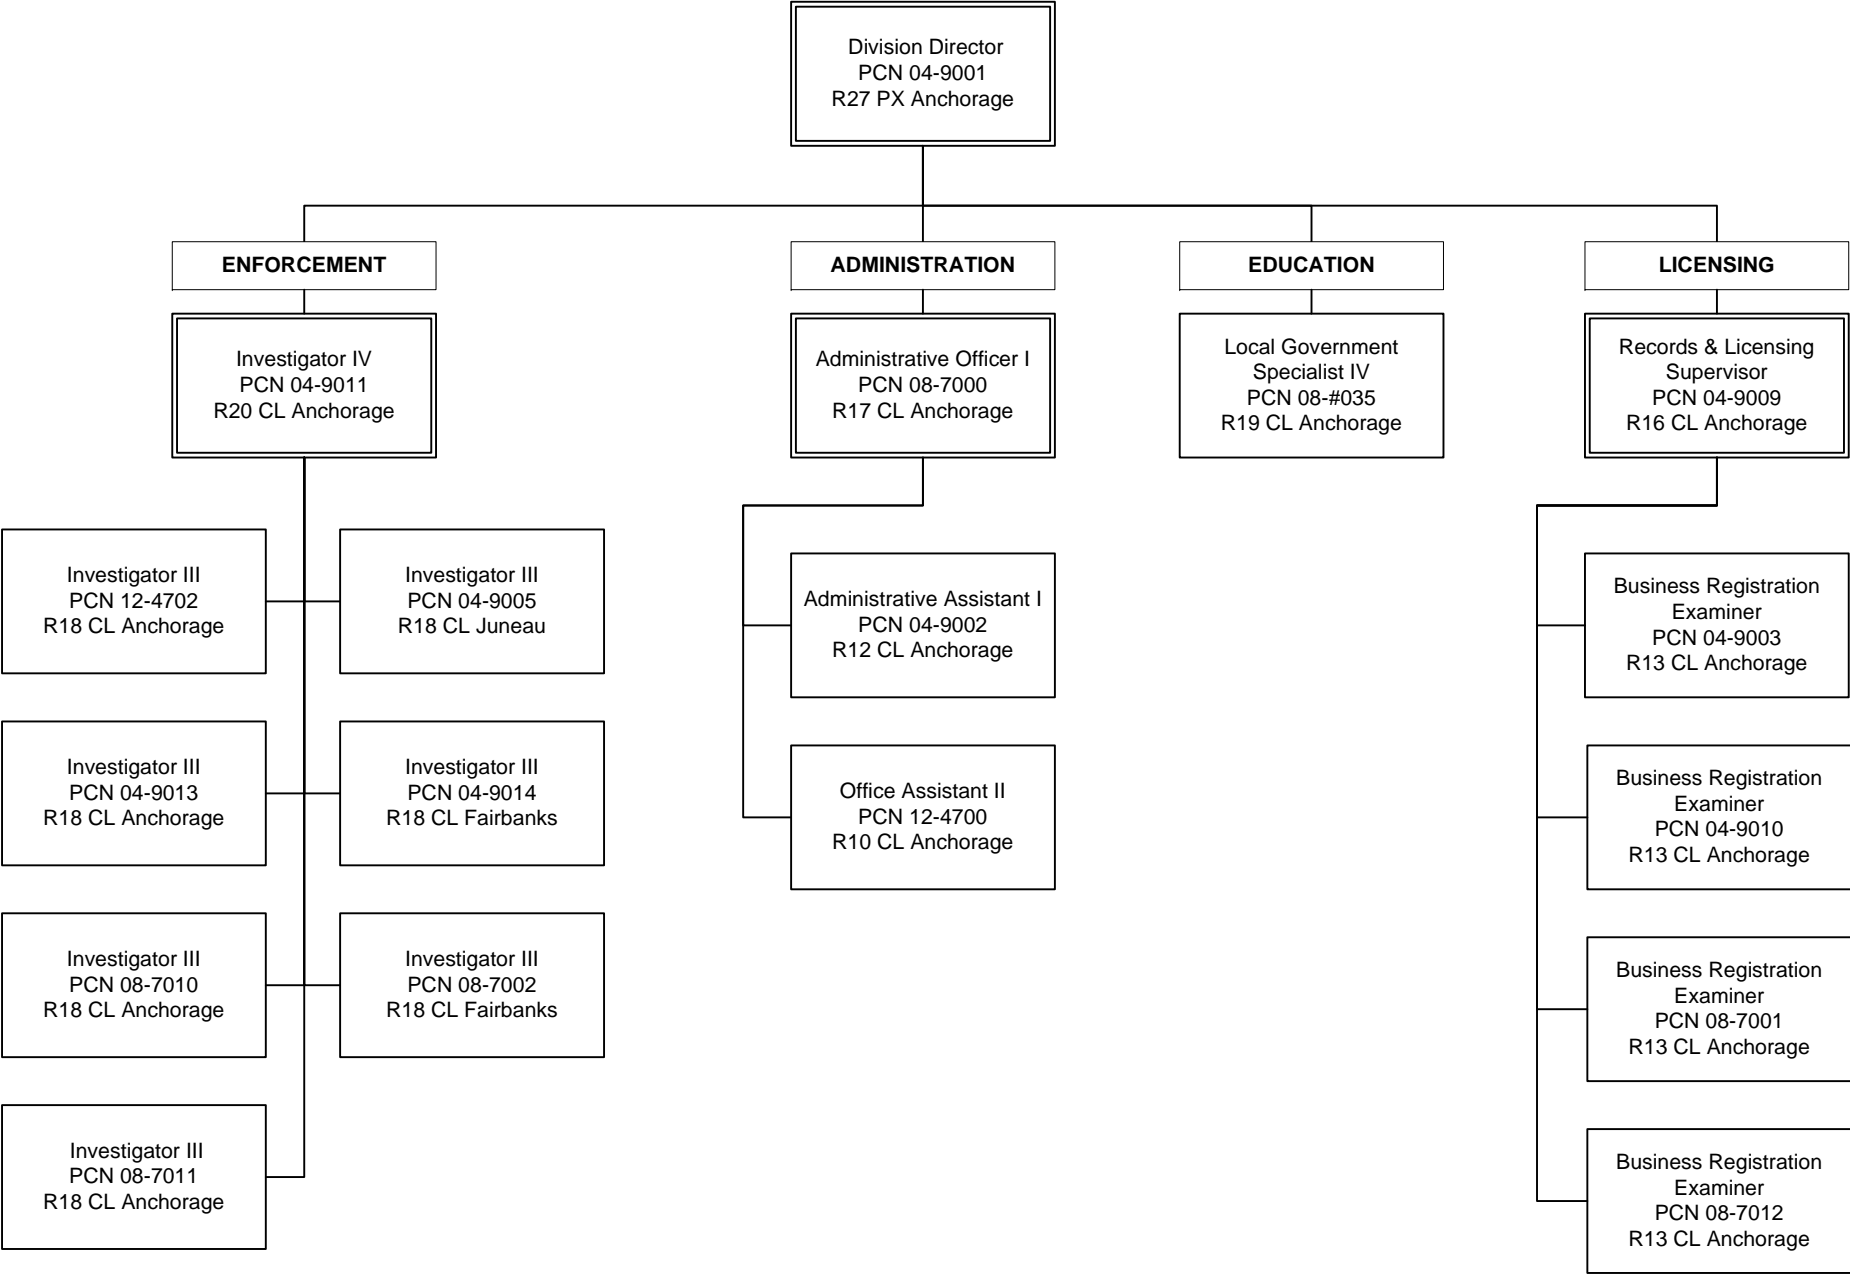 Division Director
PCN 04-9001
R27 PX Anchorage
ENFORCEMENT
Investigator IV
PCN 04-9011
R20 CL Anchorage
Investigator III
PCN 12-4702
R18 CL Anchorage
Investigator III
PCN 04-9005
R18 CL Juneau
Investigator III
PCN 04-9013
R18 CL Anchorage
Investigator III
PCN 04-9014
R18 CL Fairbanks
Investigator III
PCN 08-7010
R18 CL Anchorage
Investigator III
PCN 08-7002
R18 CL Fairbanks
Investigator III
PCN 08-7011
R18 CL Anchorage
ADMINISTRATION
Administrative Officer I
PCN 08-7000
R17 CL Anchorage
Administrative Assistant I
PCN 04-9002
R12 CL Anchorage
Office Assistant II
PCN 12-4700
R10 CL Anchorage
EDUCATION
Local Government
Specialist IV
PCN 08-#035
R19 CL Anchorage
LICENSING
Records & Licensing
Supervisor
PCN 04-9009
R16 CL Anchorage
Business Registration
Examiner
PCN 04-9003
R13 CL Anchorage
Business Registration
Examiner
PCN 04-9010
R13 CL Anchorage
Business Registration
Examiner
PCN 08-7001
R13 CL Anchorage
Business Registration
Examiner
PCN 08-7012
R13 CL Anchorage